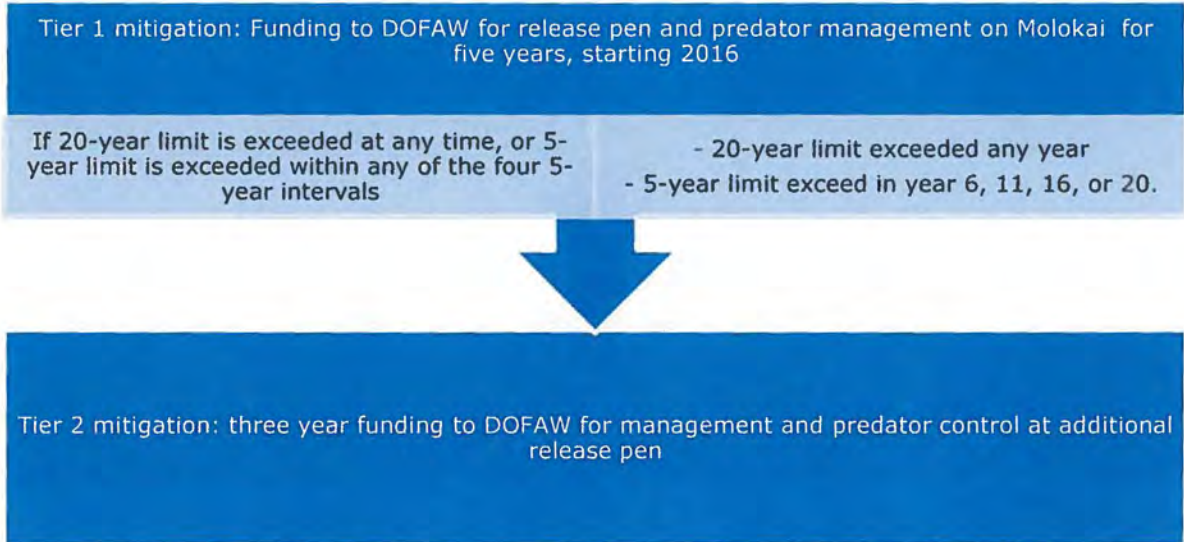 Tier 1 mitigation: Funding to DOFAW for release pen and predator management on Molokai for
five years, starting 2016
If 20-year limit is exceeded at any time, or 5-
year limit is exceeded within any of the four 5-
year intervals
- 20-year limit exceeded any year
- 5-year limit exceed in year 6, 11, 16, or 20.
Tier 2 mitigation: three year funding to DOFAW for management and predator control at additional
release pen